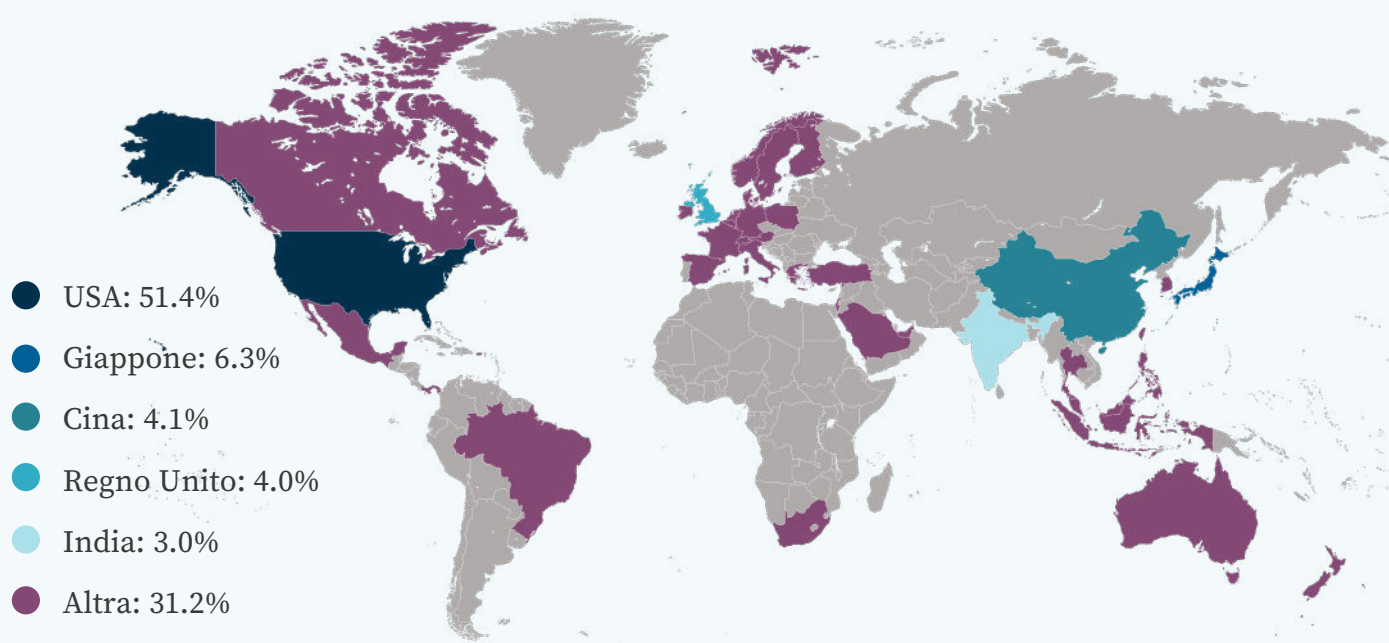 USA: 51.4%
Giappone: 6.3%
Cina: 4.1%
Regno Unito: 4.0%
India: 3.0%
Altra: 31.2%